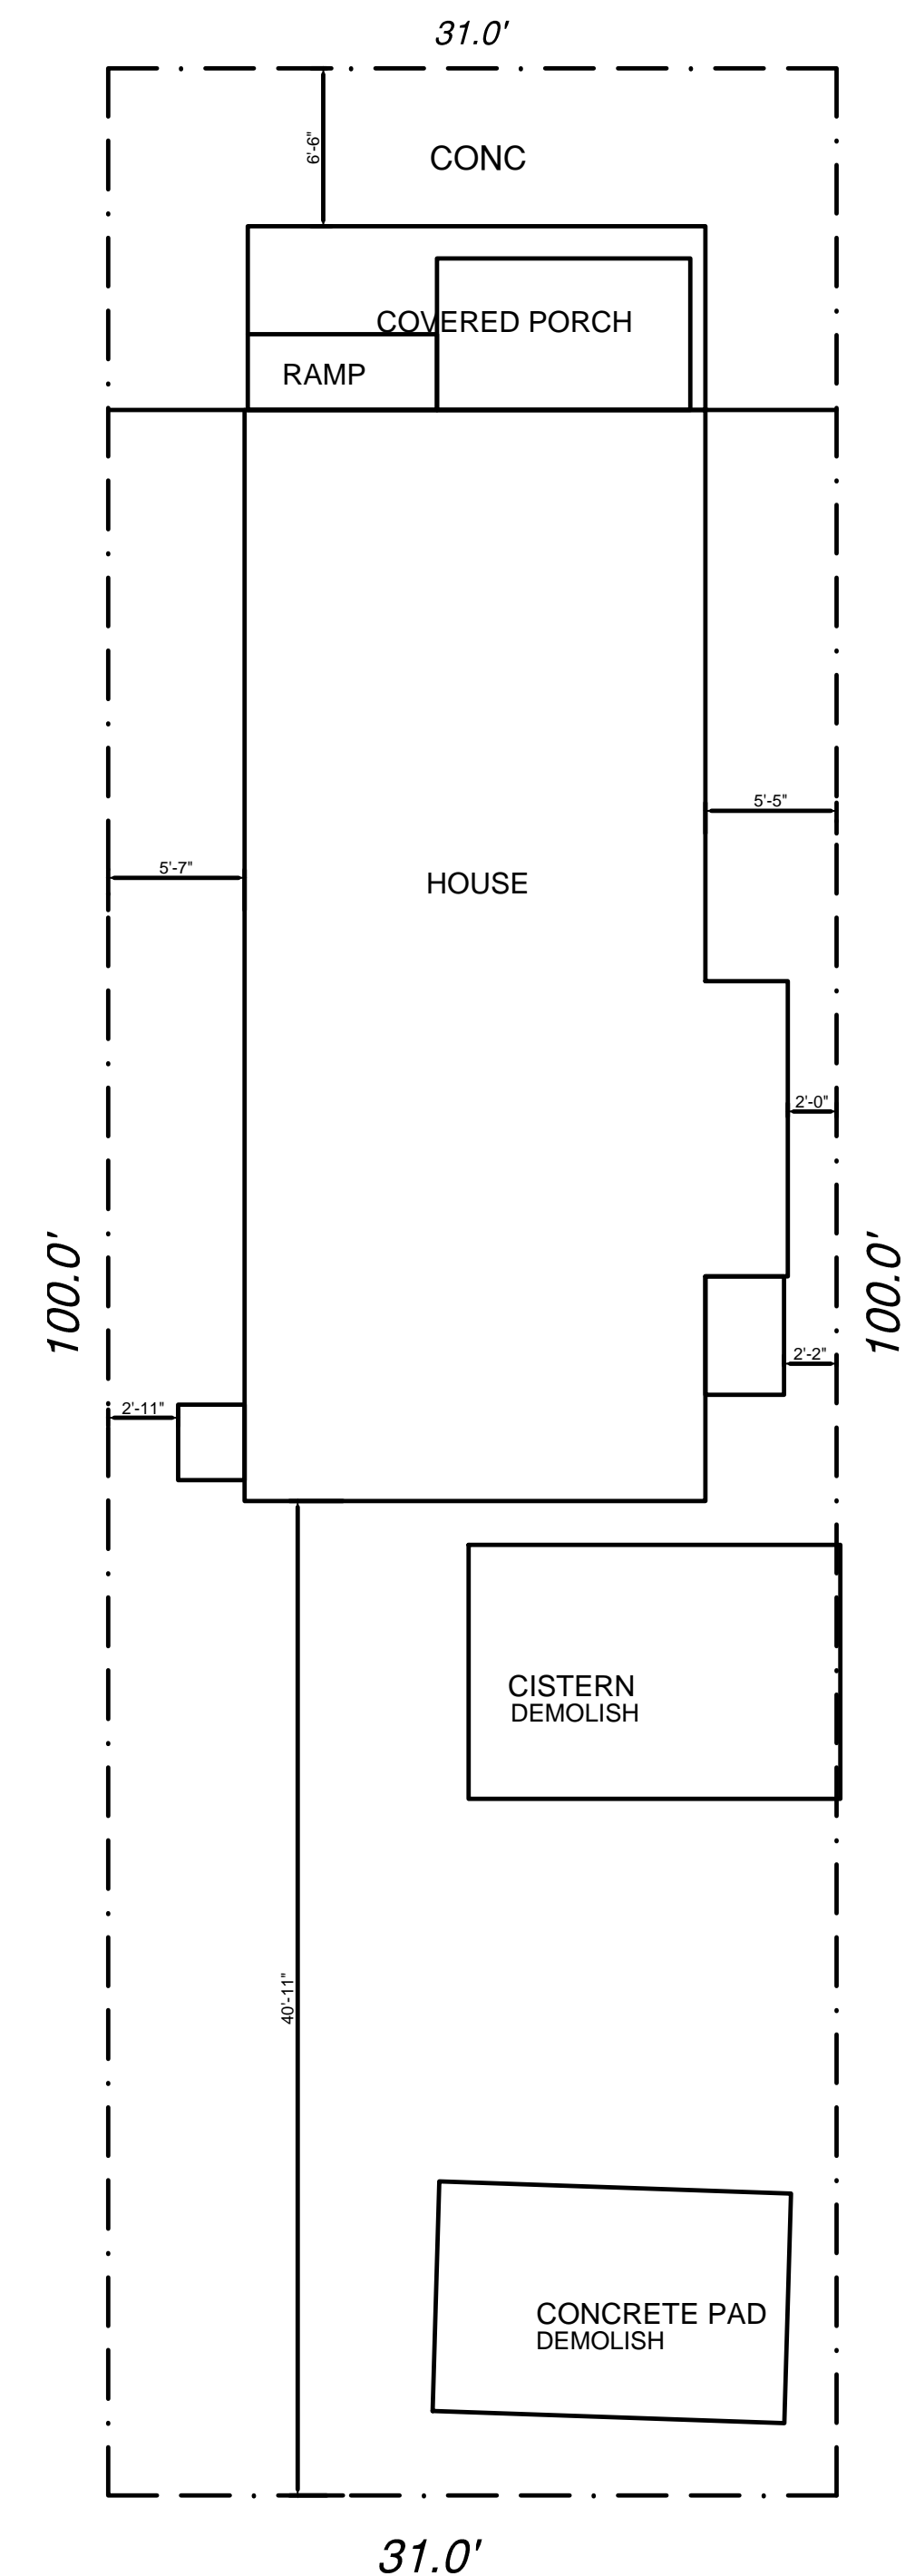 31.0'
6'-6"
CONC
COVERED PORCH
RAMP
5'-5"
5'-7"
HOUSE
2'-0"
100.0'
100.0'
2'-2"
2'-11"
CISTERN
DEMOLISH
40'-11"
CONCRETE PAD
DEMOLISH
31.0'